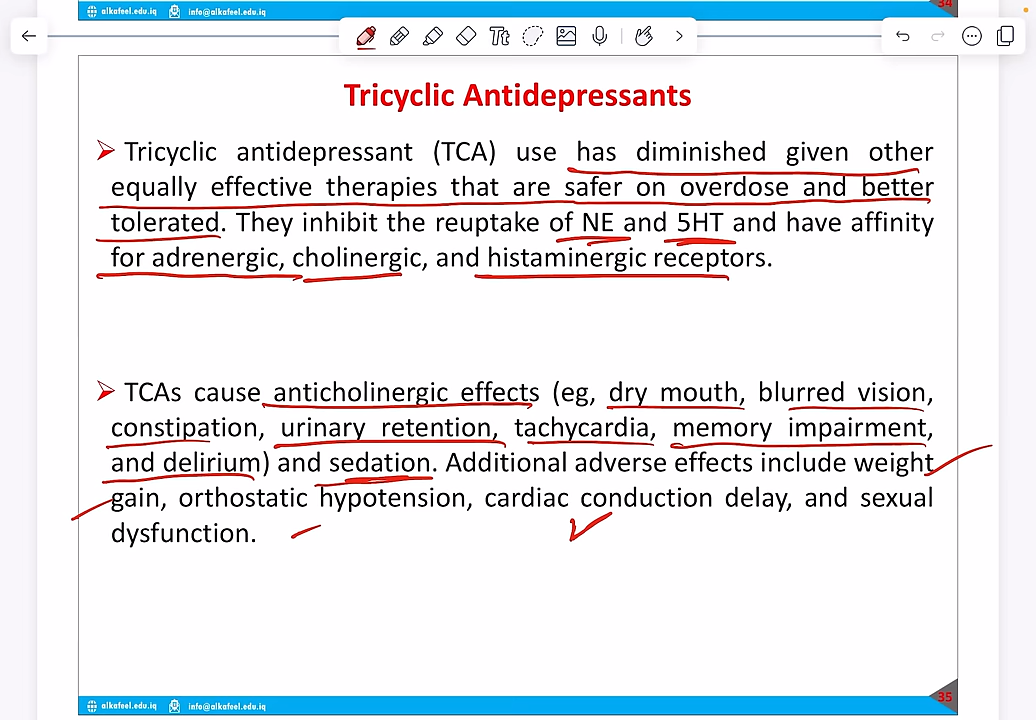 alkafeel.edu.iq info@alkafeel.edu.iq 34
Tt
Tricyclic Antidepressants
Tricyclic antidepressant (TCA) use has diminished given other
equally effective therapies that are safer on overdose and better
tolerated. They inhibit the reuptake of NE and 5HT and have affinity
for adrenergic, cholinergic, and histaminergic receptors.
TCAs cause anticholinergic effects (eg, dry mouth, blurred vision,
constipation, urinary retention, tachycardia, memory impairment,
and delirium) and sedation. Additional adverse effects include weight
gain, orthostatic hypotension, cardiac conduction delay, and sexual
dysfunction.
alkafeel.edu.iq info@alkafeel.edu.iq 35